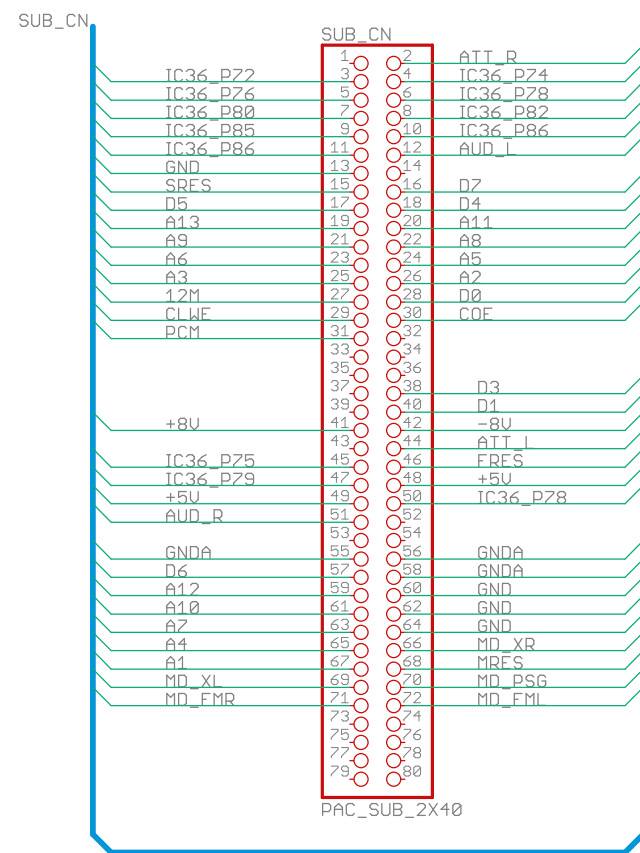 SUB_CN
SUB_CN
1 2 ATT_R
IC36_P72 3 4 IC36_P74
IC36_P76 5 6 IC36_P78
IC36_P80 7 8 IC36_P82
IC36_P85 9 10 IC36_P86
IC36_P86 11 12 AUD_L
GND 13 14
SRES 15 16 D7
D5 17 18 D4
A13 19 20 A11
A9 21 22 A8
A6 23 24 A5
A3 25 26 A2
12M 27 28 D0
CLWE 29 30 COE
PCM 31 32
33 34
35 36
37 38 D3
39 40 D1
+8V 41 42 -8V
43 44 ATT_L
IC36_P75 45 46 FRES
IC36_P79 47 48 +5V
+5V 49 50 IC36_P78
AUD_R 51 52
53 54
GNDA 55 56 GNDA
D6 57 58 GNDA
A12 59 60 GND
A10 61 62 GND
A7 63 64 GND
A4 65 66 MD_XR
A1 67 68 MRES
MD_XL 69 70 MD_PSG
MD_FMR 71 72 MD_FML
73 74
75 76
77 78
79 80
PAC_SUB_2X40